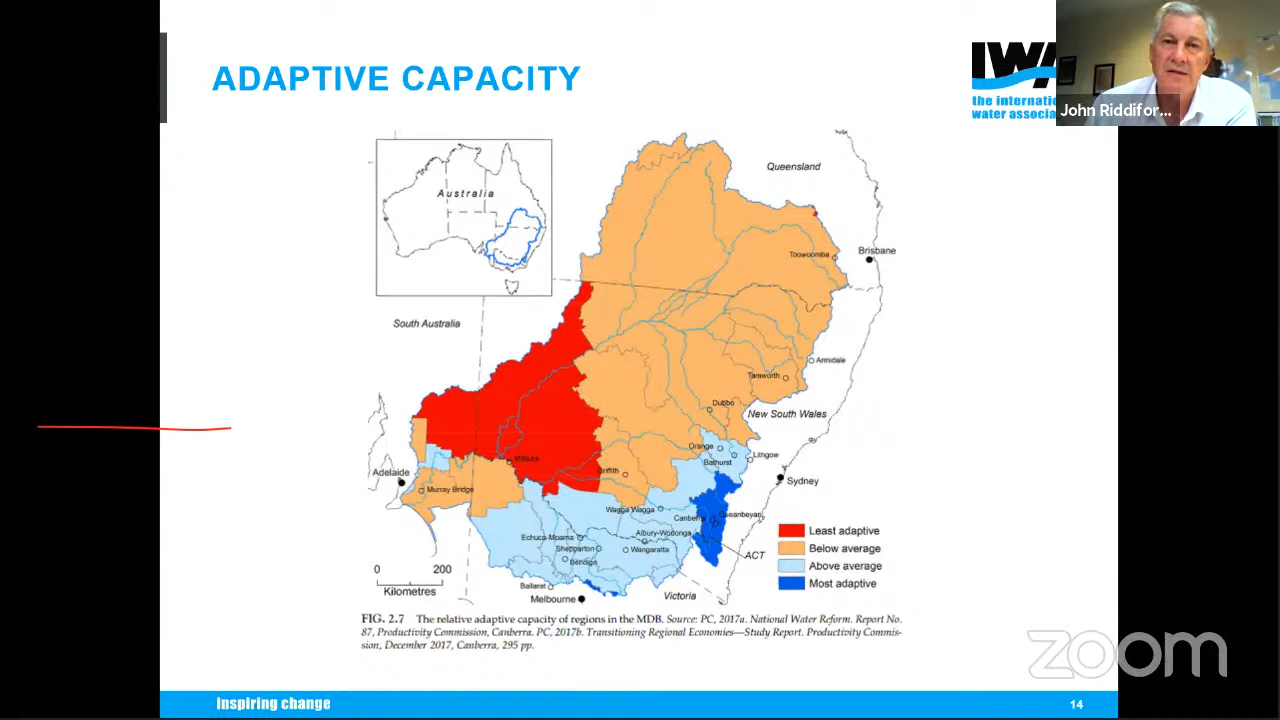 ADAPTIVE CAPACITY
the internati
water associa
John Riddifor...
Australia
Queensland
Toowoomba
Brisbane
South Australia
Armidale
Tamworth
Dubbo
New South Wales
Orange
Lithgow
Bathurst
Mildura
Griffith
Adelaide
Sydney
Murray Bridge
Wagga Wagga
Canberra
Queanbeyan
Echuca-Moama
Albury-Wodonga
Shepparton
Wangaratta
Bendigo
ACT
Ballarat
Victoria
Melbourne
0 200
Kilometres
Least adaptive
Below average
Above average
Most adaptive
FIG. 2.7 The relative adaptive capacity of regions in the MDB. Source: PC, 2017a. National Water Reform. Report No.
87, Productivity Commission, Canberra. PC, 2017b. Transitioning Regional Economies—Study Report. Productivity Commis-
sion, December 2017, Canberra, 295 pp.
zoom
inspiring change
14